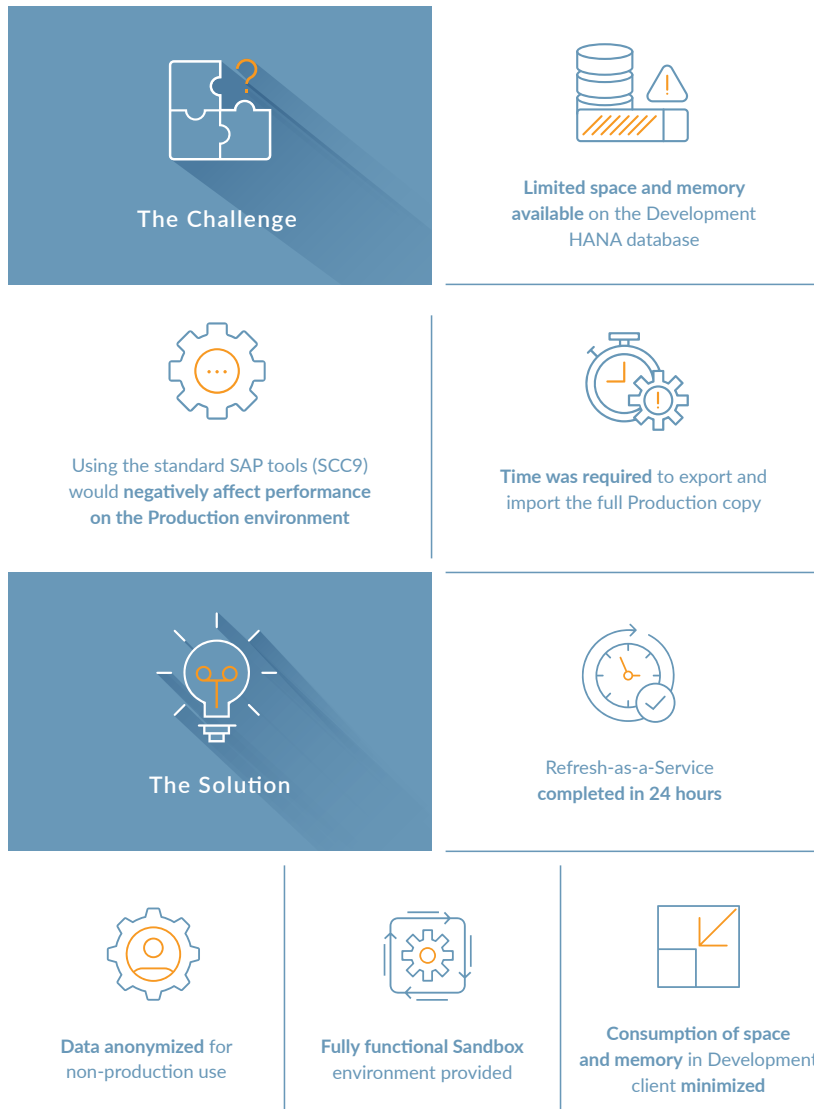 The Challenge
Limited space and memory
available on the Development
HANA database
Using the standard SAP tools (SCC9)
would negatively affect performance
on the Production environment
Time was required to export and
import the full Production copy
The Solution
Refresh-as-a-Service
completed in 24 hours
Data anonymized for
non-production use
Fully functional Sandbox
environment provided
Consumption of space
and memory in Development
client minimized